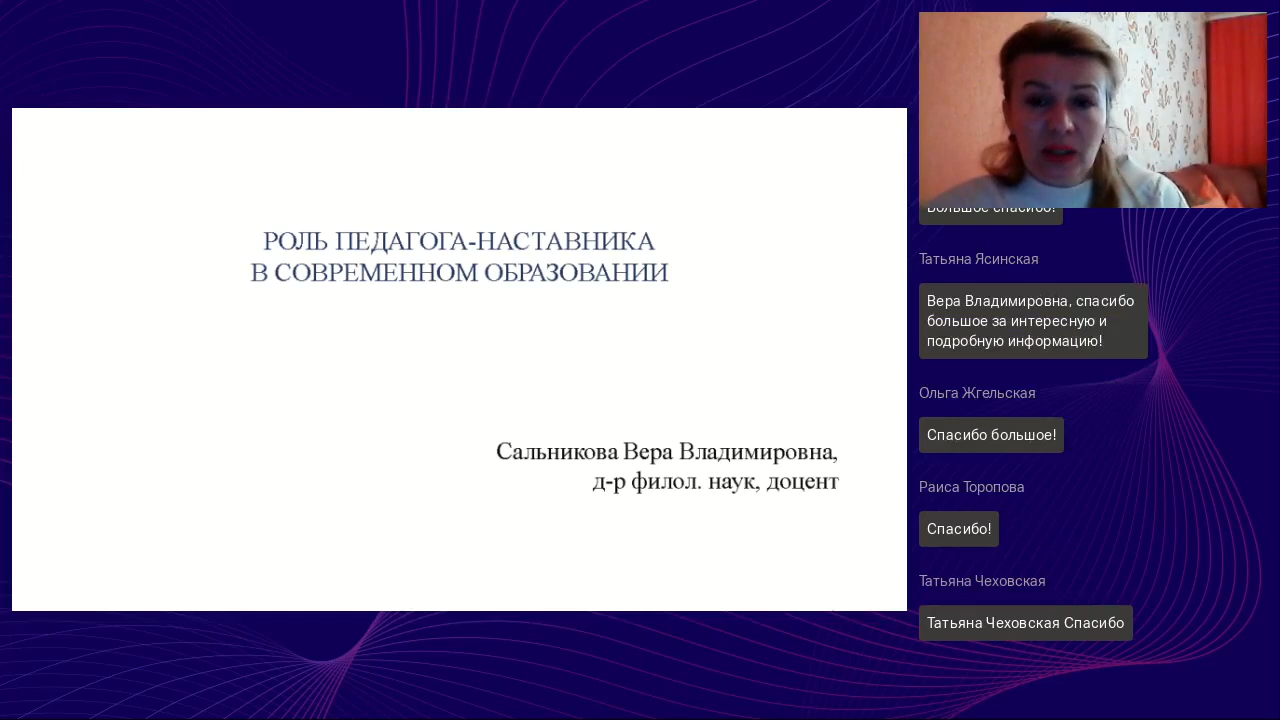 РОЛЬ ПЕДАГОГА-НАСТАВНИКА
В СОВРЕМЕННОМ ОБРАЗОВАНИИ
Сальникова Вера Владимировна,
д-р филол. наук, доцент
Большое спасибо!
Татьяна Ясинская
Вера Владимировна, спасибо
большое за интересную и
подробную информацию!
Ольга Жгельская
Спасибо большое!
Раиса Торопова
Спасибо!
Татьяна Чеховская
Татьяна Чеховская Спасибо